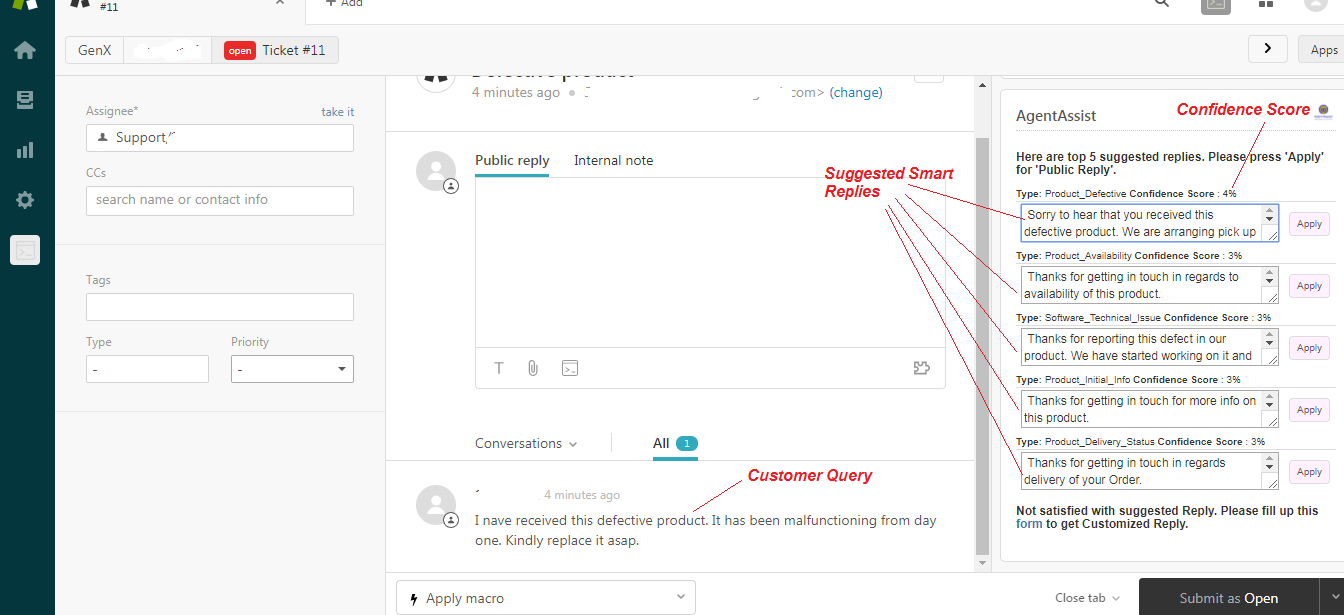 #11
+ Add
GenX
open Ticket #11
Apps
Assignee*
take it
Support
CCs
search name or contact info
Tags
Type
Priority
-
-
4 minutes ago
com> (change)
Public reply
Internal note
T
Conversations
All 1
4 minutes ago
I nave received this defective product. It has been malfunctioning from day
one. Kindly replace it asap.
Customer Query
Apply macro
Close tab
Submit as Open
Suggested Smart
Replies
Confidence Score
AgentAssist
Here are top 5 suggested replies. Please press 'Apply'
for 'Public Reply'.
Type: Product_Defective Confidence Score : 4%
Sorry to hear that you received this
defective product. We are arranging pick up
Apply
Type: Product_Availability Confidence Score : 3%
Thanks for getting in touch in regards to
availability of this product.
Apply
Type: Software_Technical_Issue Confidence Score : 3%
Thanks for reporting this defect in our
product. We have started working on it and
Apply
Type: Product_Initial_Info Confidence Score : 3%
Thanks for getting in touch for more info on
this product.
Apply
Type: Product_Delivery_Status Confidence Score : 3%
Thanks for getting in touch in regards
delivery of your Order.
Apply
Not satisfied with suggested Reply. Please fill up this
form to get Customized Reply.